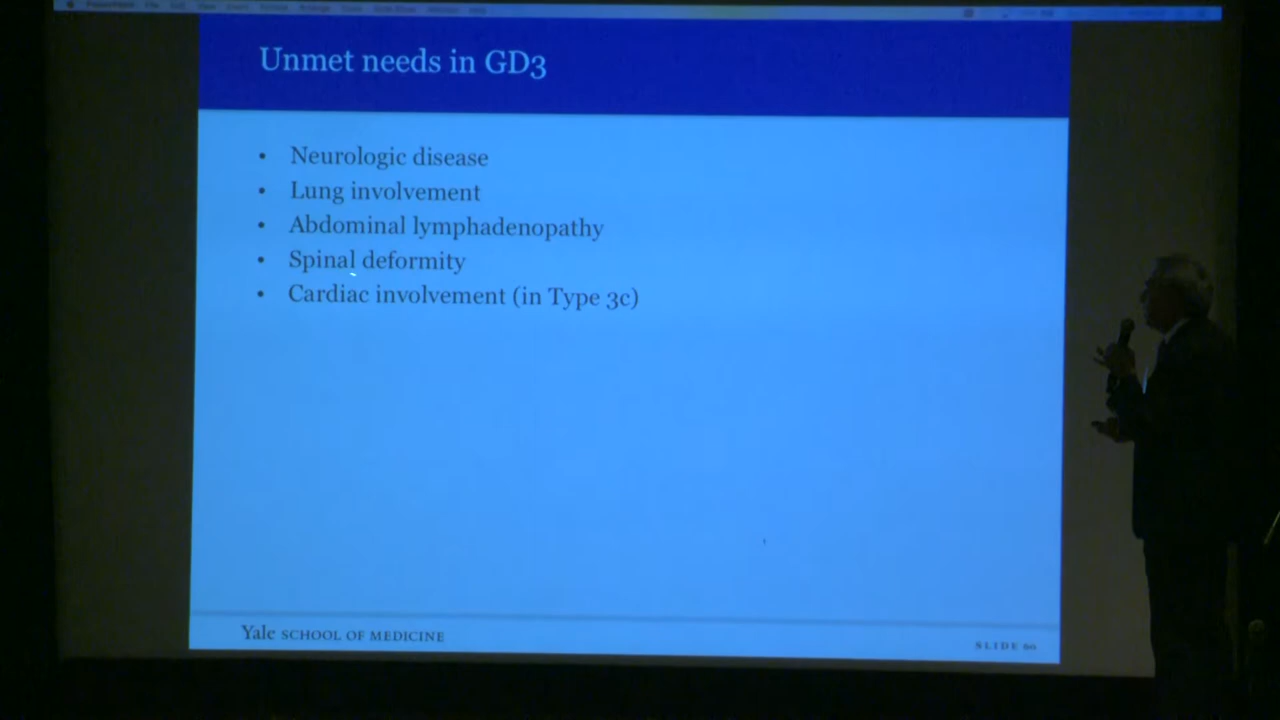 Unmet needs in GD3
• Neurologic disease
• Lung involvement
• Abdominal lymphadenopathy
• Spinal deformity
• Cardiac involvement (in Type 3c)
Yale SCHOOL OF MEDICINE
SLIDE 60